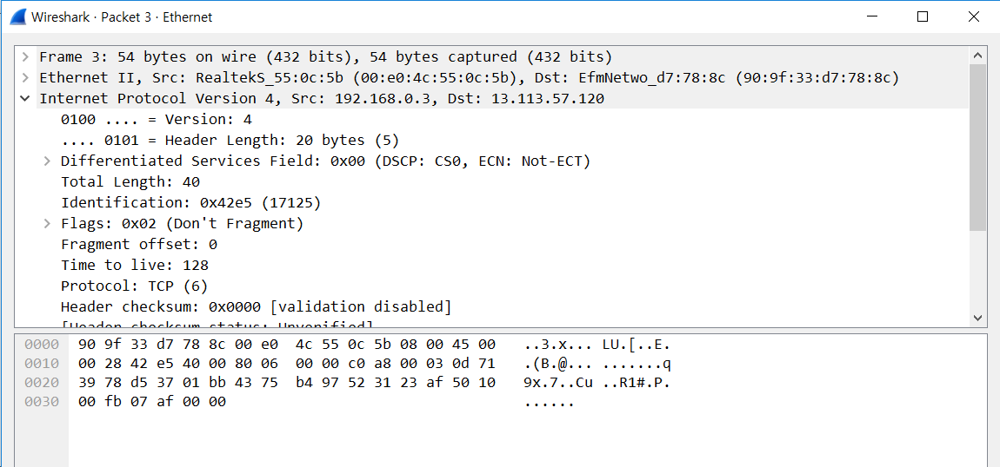 Wireshark · Packet 3 · Ethernet
Frame 3: 54 bytes on wire (432 bits), 54 bytes captured (432 bits)
Ethernet II, Src: RealtekS_55:0c:5b (00:e0:4c:55:0c:5b), Dst: EfmNetwo_d7:78:8c (90:9f:33:d7:78:8c)
Internet Protocol Version 4, Src: 192.168.0.3, Dst: 13.113.57.120
0100 .... = Version: 4
.... 0101 = Header Length: 20 bytes (5)
Differentiated Services Field: 0x00 (DSCP: CS0, ECN: Not-ECT)
Total Length: 40
Identification: 0x42e5 (17125)
Flags: 0x02 (Don't Fragment)
Fragment offset: 0
Time to live: 128
Protocol: TCP (6)
Header checksum: 0x0000 [validation disabled]
[Header checksum status: Unverified]
0000 90 9f 33 d7 78 8c 00 e0 4c 55 0c 5b 08 00 45 00 ..3.x... LU.[..E.
0010 00 28 42 e5 40 00 80 06 00 00 c0 a8 00 03 0d 71 .(B.@... .......q
0020 39 78 d5 37 01 bb 43 75 b4 97 52 31 23 af 50 10 9x.7..Cu ..R1#.P.
0030 00 fb 07 af 00 00 ......